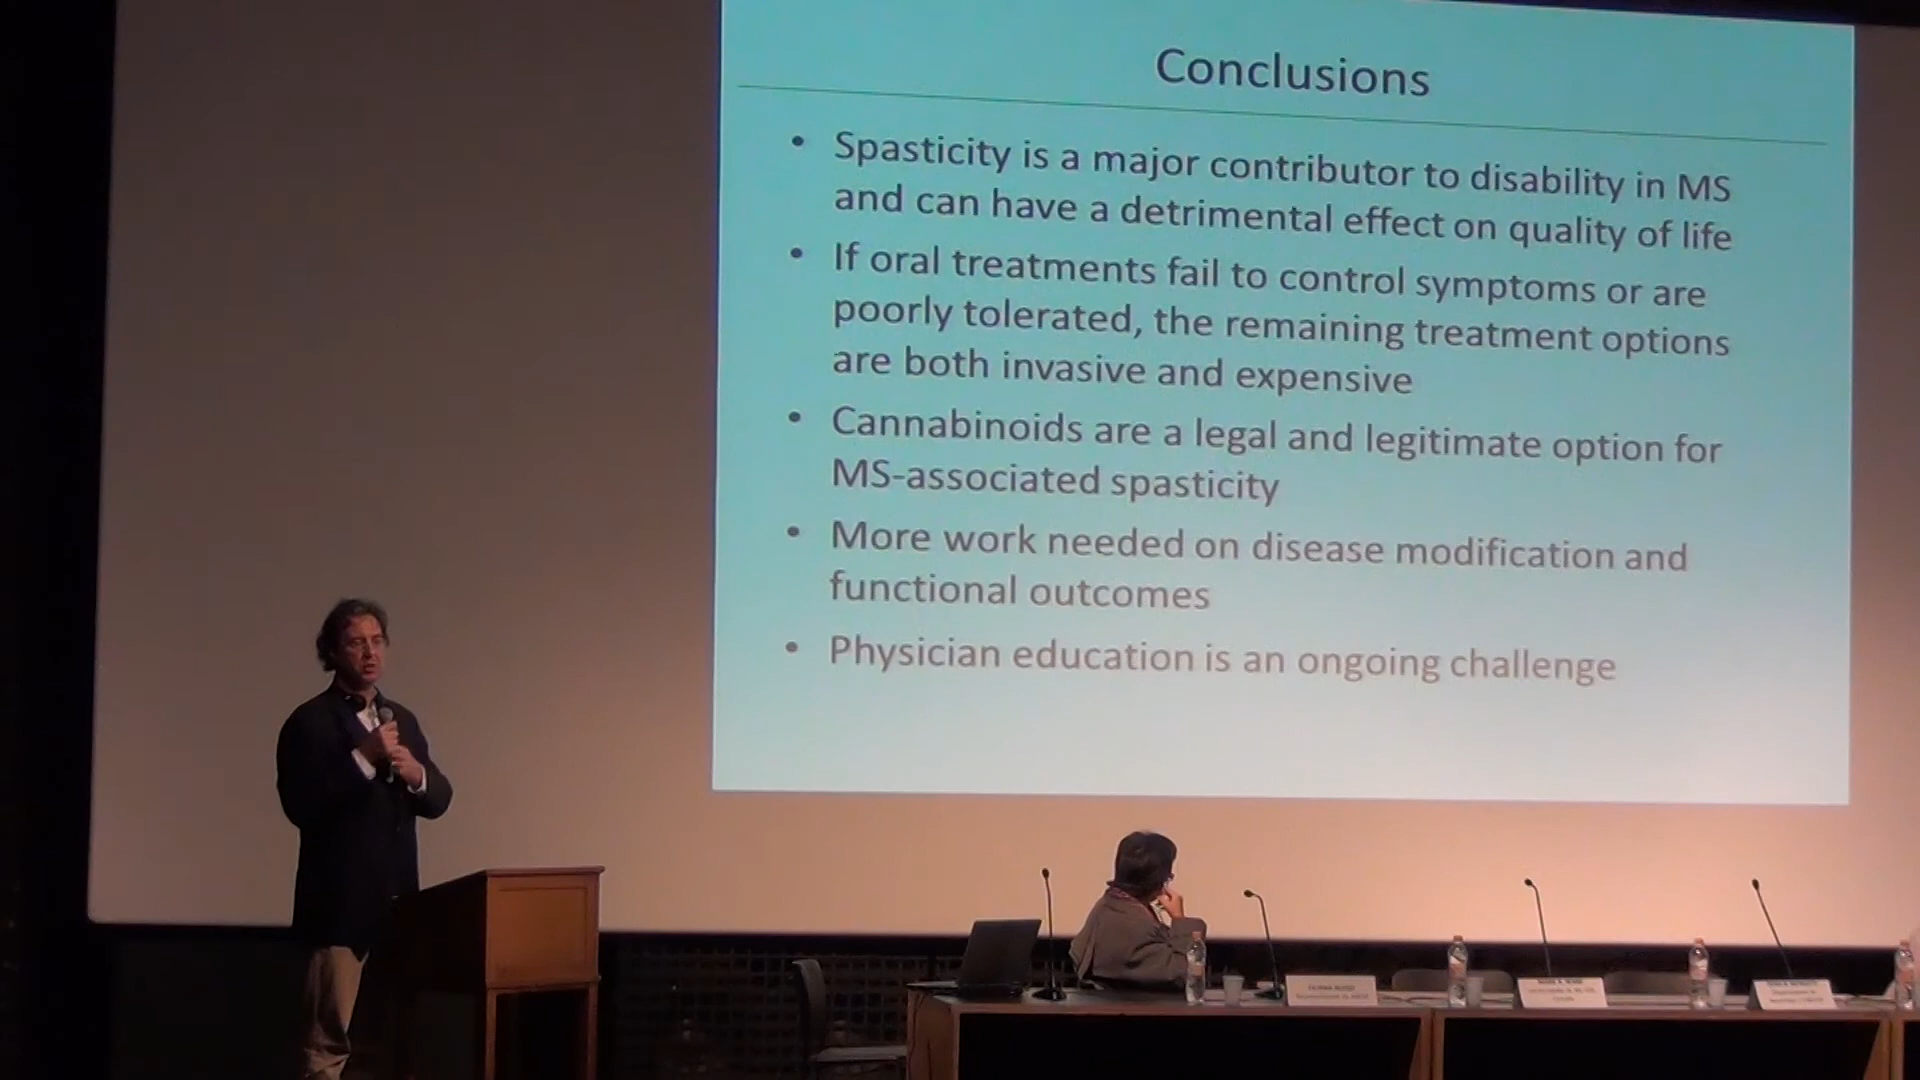 Conclusions
• Spasticity is a major contributor to disability in MS
and can have a detrimental effect on quality of life
• If oral treatments fail to control symptoms or are
poorly tolerated, the remaining treatment options
are both invasive and expensive
• Cannabinoids are a legal and legitimate option for
MS-associated spasticity
• More work needed on disease modification and
functional outcomes
• Physician education is an ongoing challenge